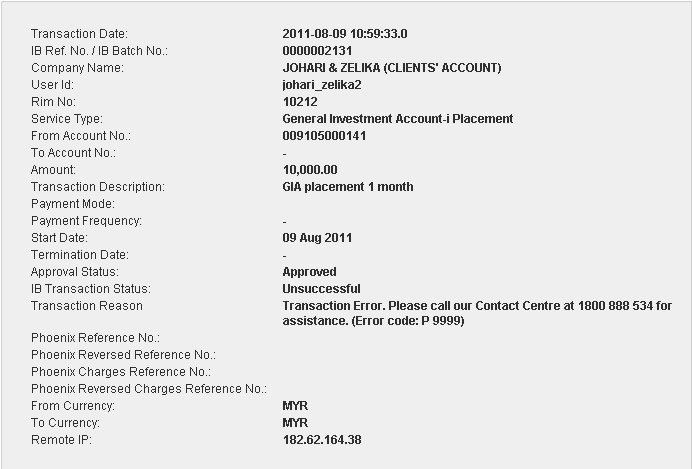 Transaction Date: 2011-08-09 10:59:33.0
IB Ref. No. / IB Batch No.: 0000002131
Company Name: JOHARI & ZELIKA (CLIENTS' ACCOUNT)
User Id: johari_zelika2
Rim No: 10212
Service Type: General Investment Account-i Placement
From Account No.: 009105000141
To Account No.: -
Amount: 10,000.00
Transaction Description: GIA placement 1 month
Payment Mode:
Payment Frequency: -
Start Date: 09 Aug 2011
Termination Date: -
Approval Status: Approved
IB Transaction Status: Unsuccessful
Transaction Reason Transaction Error. Please call our Contact Centre at 1800 888 534 for
assistance. (Error code: P 9999)
Phoenix Reference No.:
Phoenix Reversed Reference No.:
Phoenix Charges Reference No.:
Phoenix Reversed Charges Reference No.:
From Currency: MYR
To Currency: MYR
Remote IP: 182.62.164.38